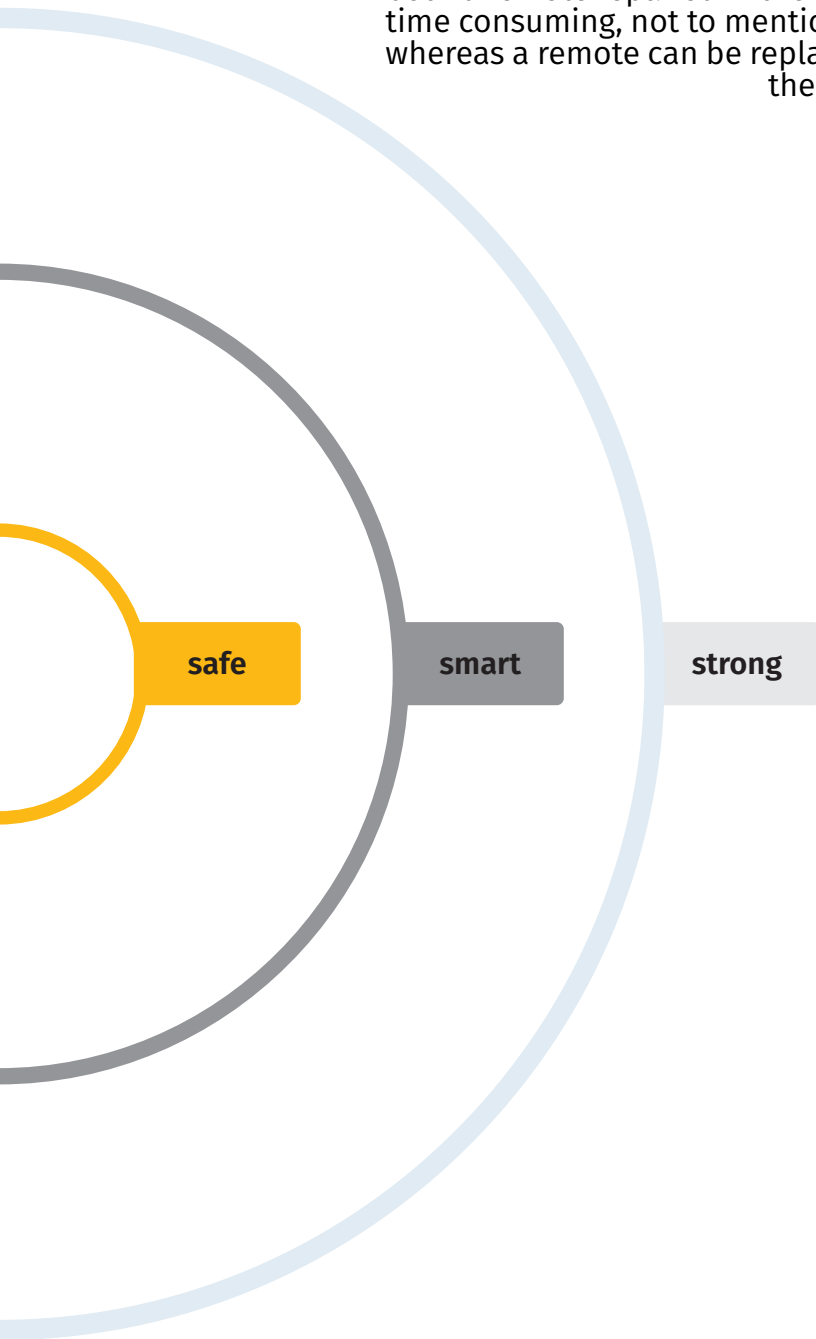 time consuming, not to mentio
whereas a remote can be repla
the
safe
smart
strong